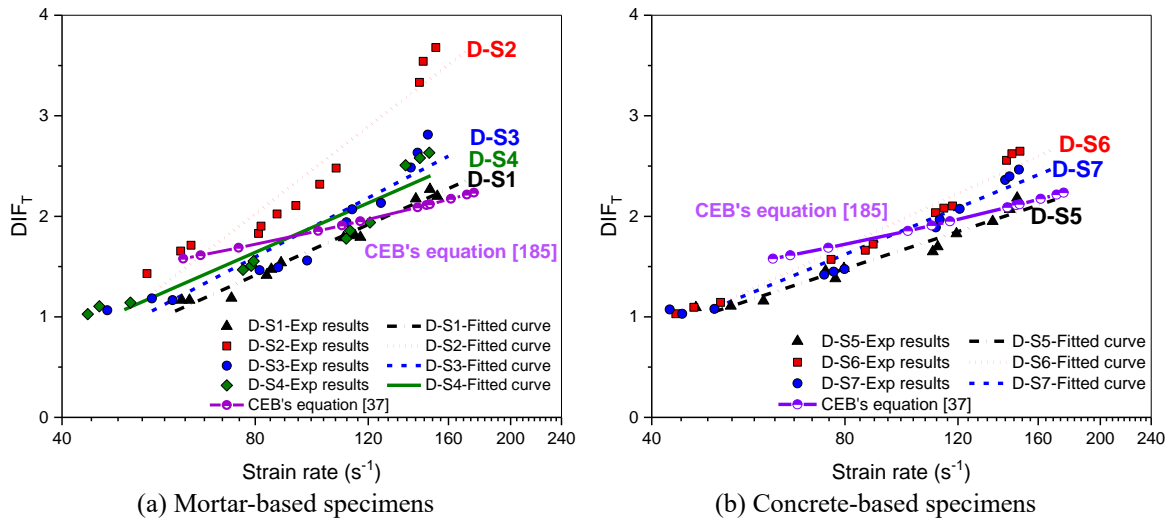 4
3
2
1
0
DIF_T
D-S2
D-S3
D-S4
D-S1
CEB's equation [185]
D-S1-Exp results
D-S2-Exp results
D-S3-Exp results
D-S4-Exp results
CEB's equation [37]
D-S1-Fitted curve
D-S2-Fitted curve
D-S3-Fitted curve
D-S4-Fitted curve
40 80 120 160 200 240
Strain rate (s⁻¹)
(a) Mortar-based specimens
4
3
2
1
0
DIF_T
D-S6
D-S7
CEB's equation [185]
D-S5
D-S5-Exp results
D-S6-Exp results
D-S7-Exp results
CEB's equation [37]
D-S5-Fitted curve
D-S6-Fitted curve
D-S7-Fitted curve
40 80 120 160 200 240
Strain rate (s⁻¹)
(b) Concrete-based specimens